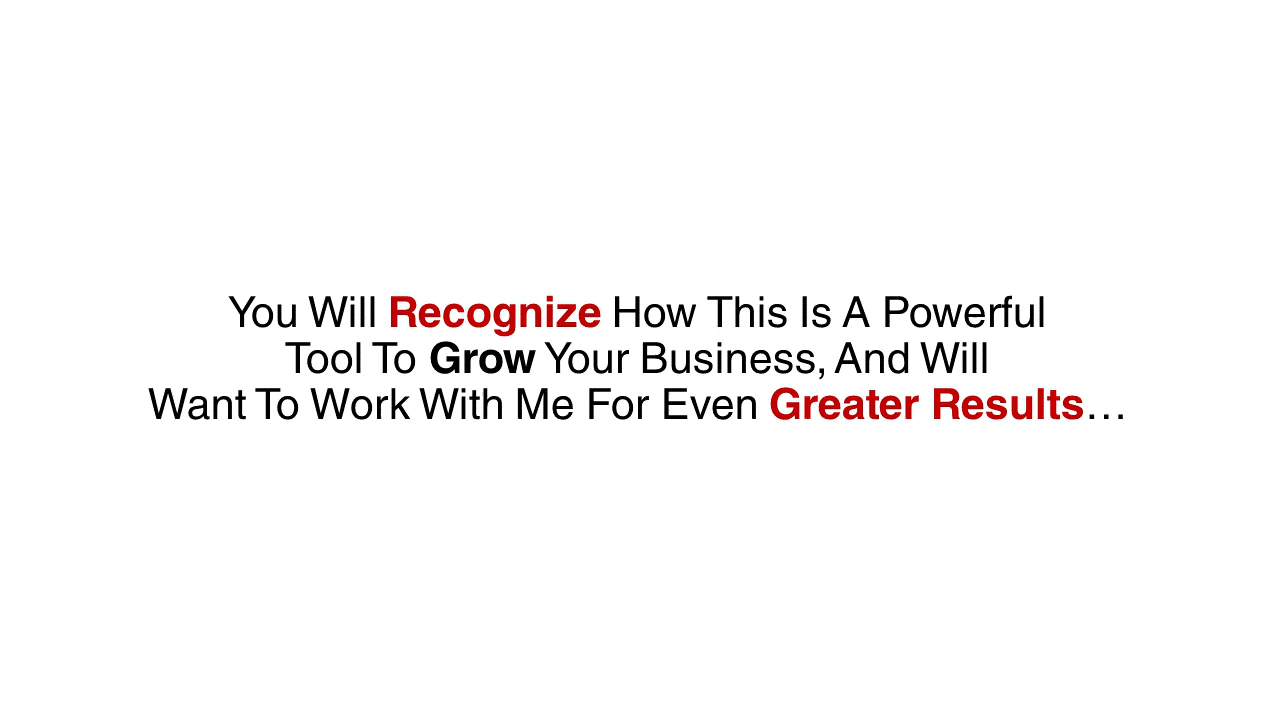 You Will Recognize How This Is A Powerful
Tool To Grow Your Business, And Will
Want To Work With Me For Even Greater Results…